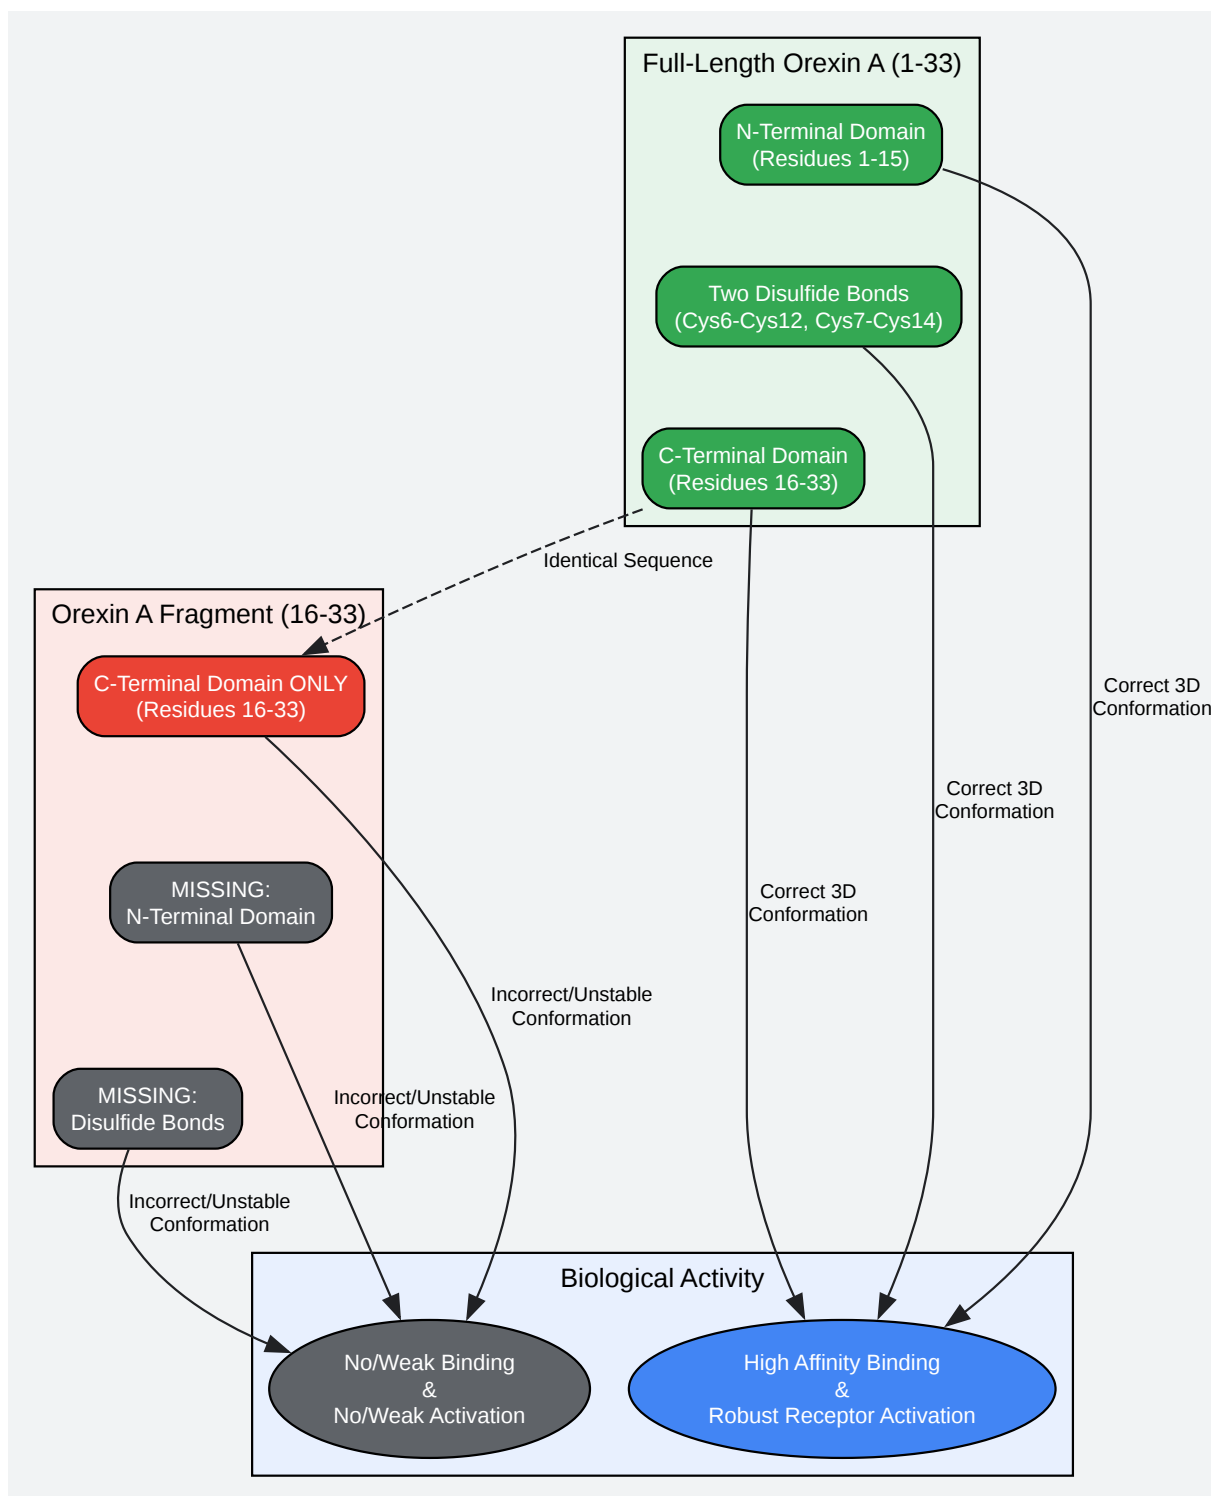 Full-Length Orexin A (1-33)
N-Terminal Domain
(Residues 1-15)
Two Disulfide Bonds
(Cys6-Cys12, Cys7-Cys14)
C-Terminal Domain
(Residues 16-33)
Identical Sequence
Orexin A Fragment (16-33)
C-Terminal Domain ONLY
(Residues 16-33)
Correct 3D
Conformation
Correct 3D
Conformation
Correct 3D
Conformation
MISSING:
N-Terminal Domain
Incorrect/Unstable
Conformation
MISSING:
Disulfide Bonds
Incorrect/Unstable
Conformation
Incorrect/Unstable
Conformation
Biological Activity
No/Weak Binding
&
No/Weak Activation
High Affinity Binding
&
Robust Receptor Activation